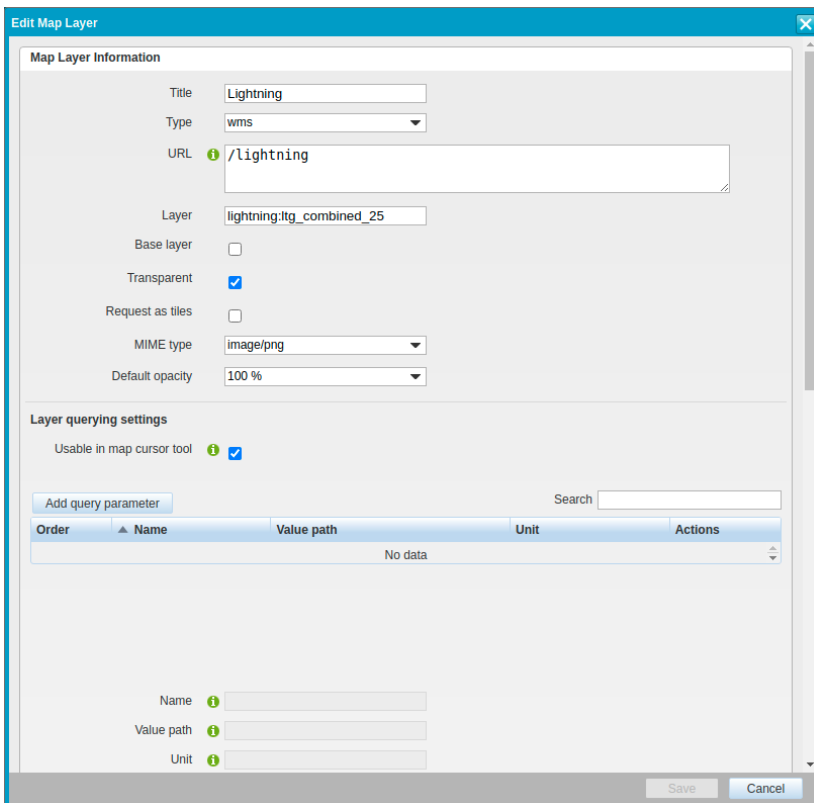 Edit Map Layer
Map Layer Information
Title Lightning
Type wms
URL /lightning
Layer lightning:ltg_combined_25
Base layer
Transparent
Request as tiles
MIME type image/png
Default opacity 100 %
Layer querying settings
Usable in map cursor tool
Add query parameter Search
Order Name Value path Unit Actions
No data
Name
Value path
Unit
Save Cancel